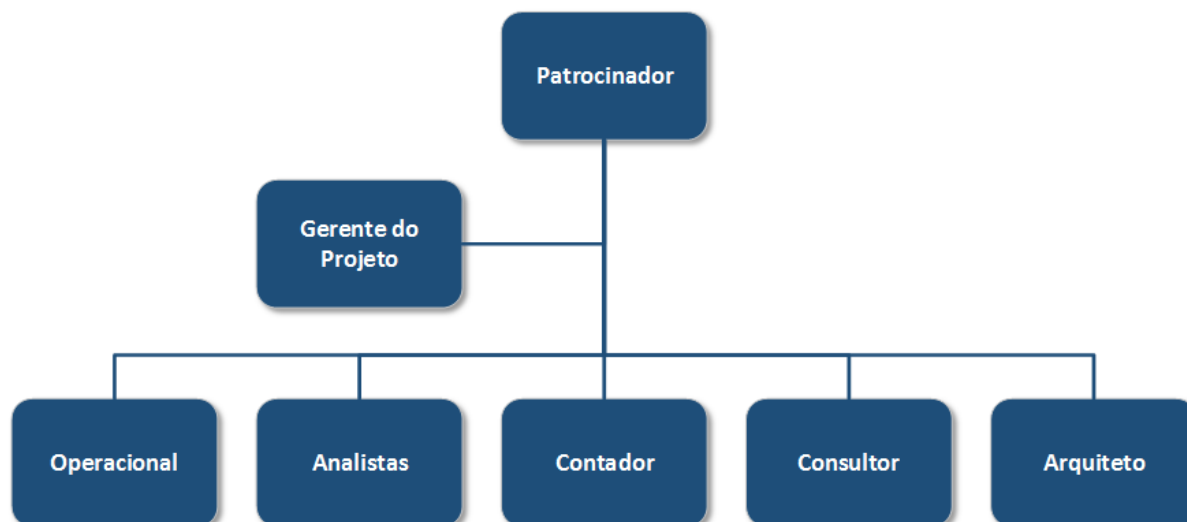 Patrocinador
Gerente do
Projeto
Operacional
Analistas
Contador
Consultor
Arquiteto